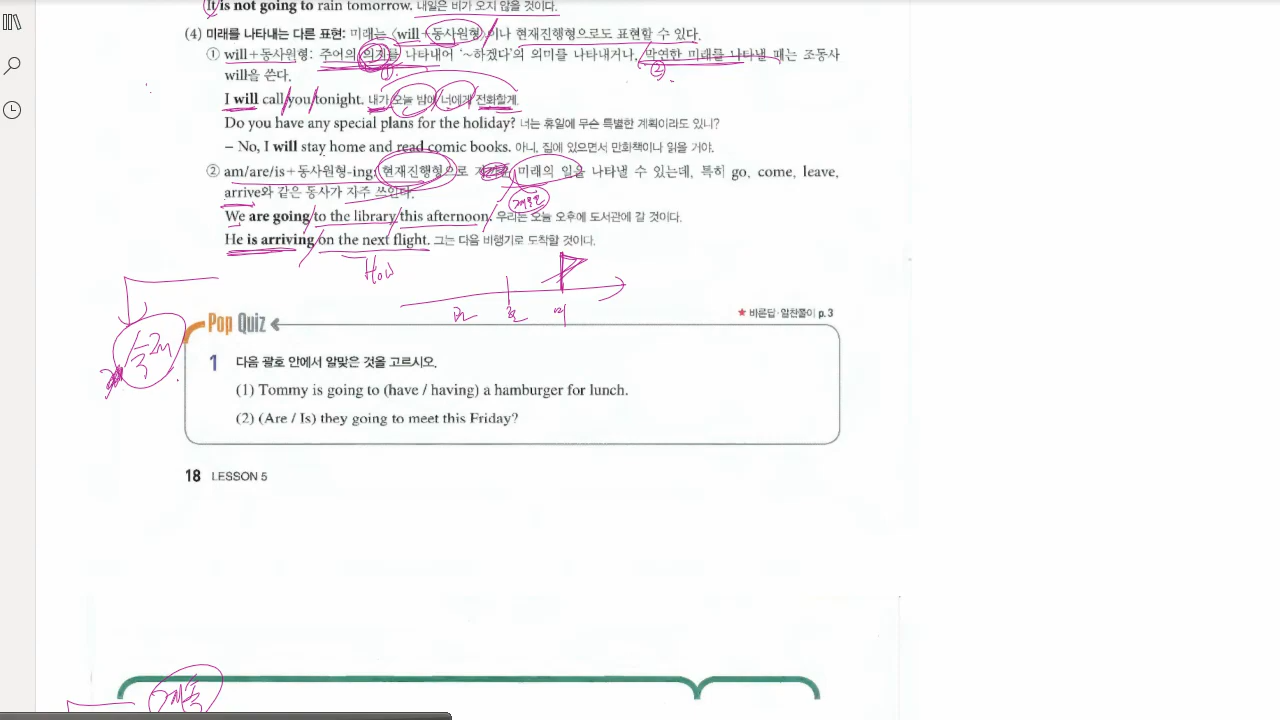 It is not going to rain tomorrow. 내일은 비가 오지 않을 것이다.
(4) 미래를 나타내는 다른 표현: 미래는 〈will+동사원형〉이나 현재진행형으로도 표현할 수 있다.
① will+동사원형: 주어의 의지를 나타내어 '~하겠다'의 의미를 나타내거나, 막연한 미래를 나타낼 때는 조동사
① ②
will을 쓴다.
I will call you tonight. 내가 오늘 밤에 너에게 전화할게.
Do you have any special plans for the holiday? 너는 휴일에 무슨 특별한 계획이라도 있니?
– No, I will stay home and read comic books. 아니, 집에 있으면서 만화책이나 읽을 거야.
② am/are/is+동사원형-ing: 현재진행형으로 미래의 일을 나타낼 수 있는데, 특히 go, come, leave,
arrive와 같은 동사가 자주 쓰인다.
We are going to the library this afternoon. 우리는 오늘 오후에 도서관에 갈 것이다.
He is arriving on the next flight. 그는 다음 비행기로 도착할 것이다.
How
현 미
Pop Quiz
★ 바른답·알찬풀이 p.3
1 다음 괄호 안에서 알맞은 것을 고르시오.
(1) Tommy is going to (have / having) a hamburger for lunch.
(2) (Are / Is) they going to meet this Friday?
18 LESSON 5